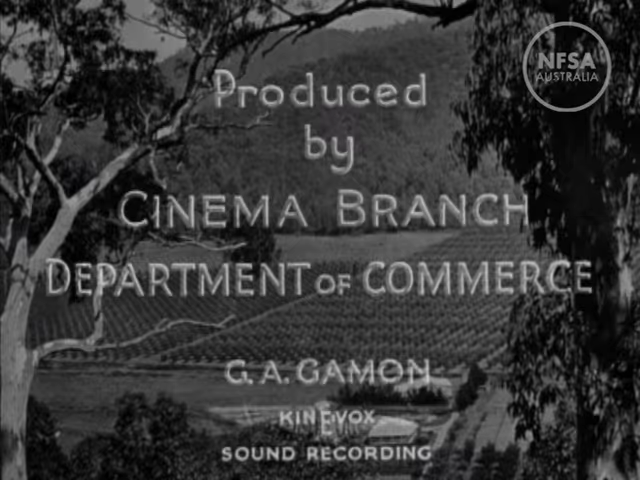 NFSA
AUSTRALIA
Produced
by
CINEMA BRANCH
DEPARTMENT OF COMMERCE
G. A. GAMON
KINEVOX
SOUND RECORDING